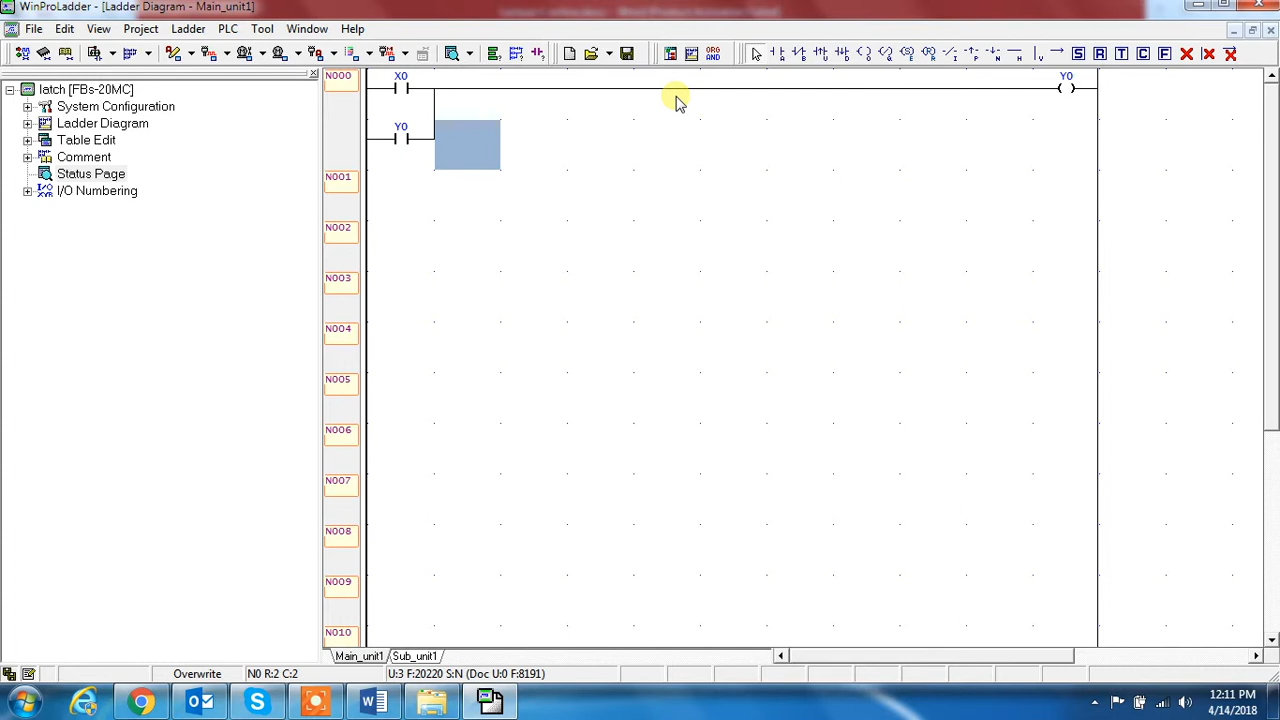 WinProLadder - [Ladder Diagram - Main_unit1]
File Edit View Project Ladder PLC Tool Window Help
ORG
AND
A B U D
U D
S R T C F
latch [FBs-20MC]
System Configuration
Ladder Diagram
Table Edit
Comment
Status Page
I/O Numbering
N000
X0
Y0
Y0
N001
N002
N003
N004
N005
N006
N007
N008
N009
N010
Main_unit1 Sub_unit1
Overwrite
N0 R:2 C:2
U:3 F:20220 S:N (Doc U:0 F:8191)
12:11 PM
4/14/2018